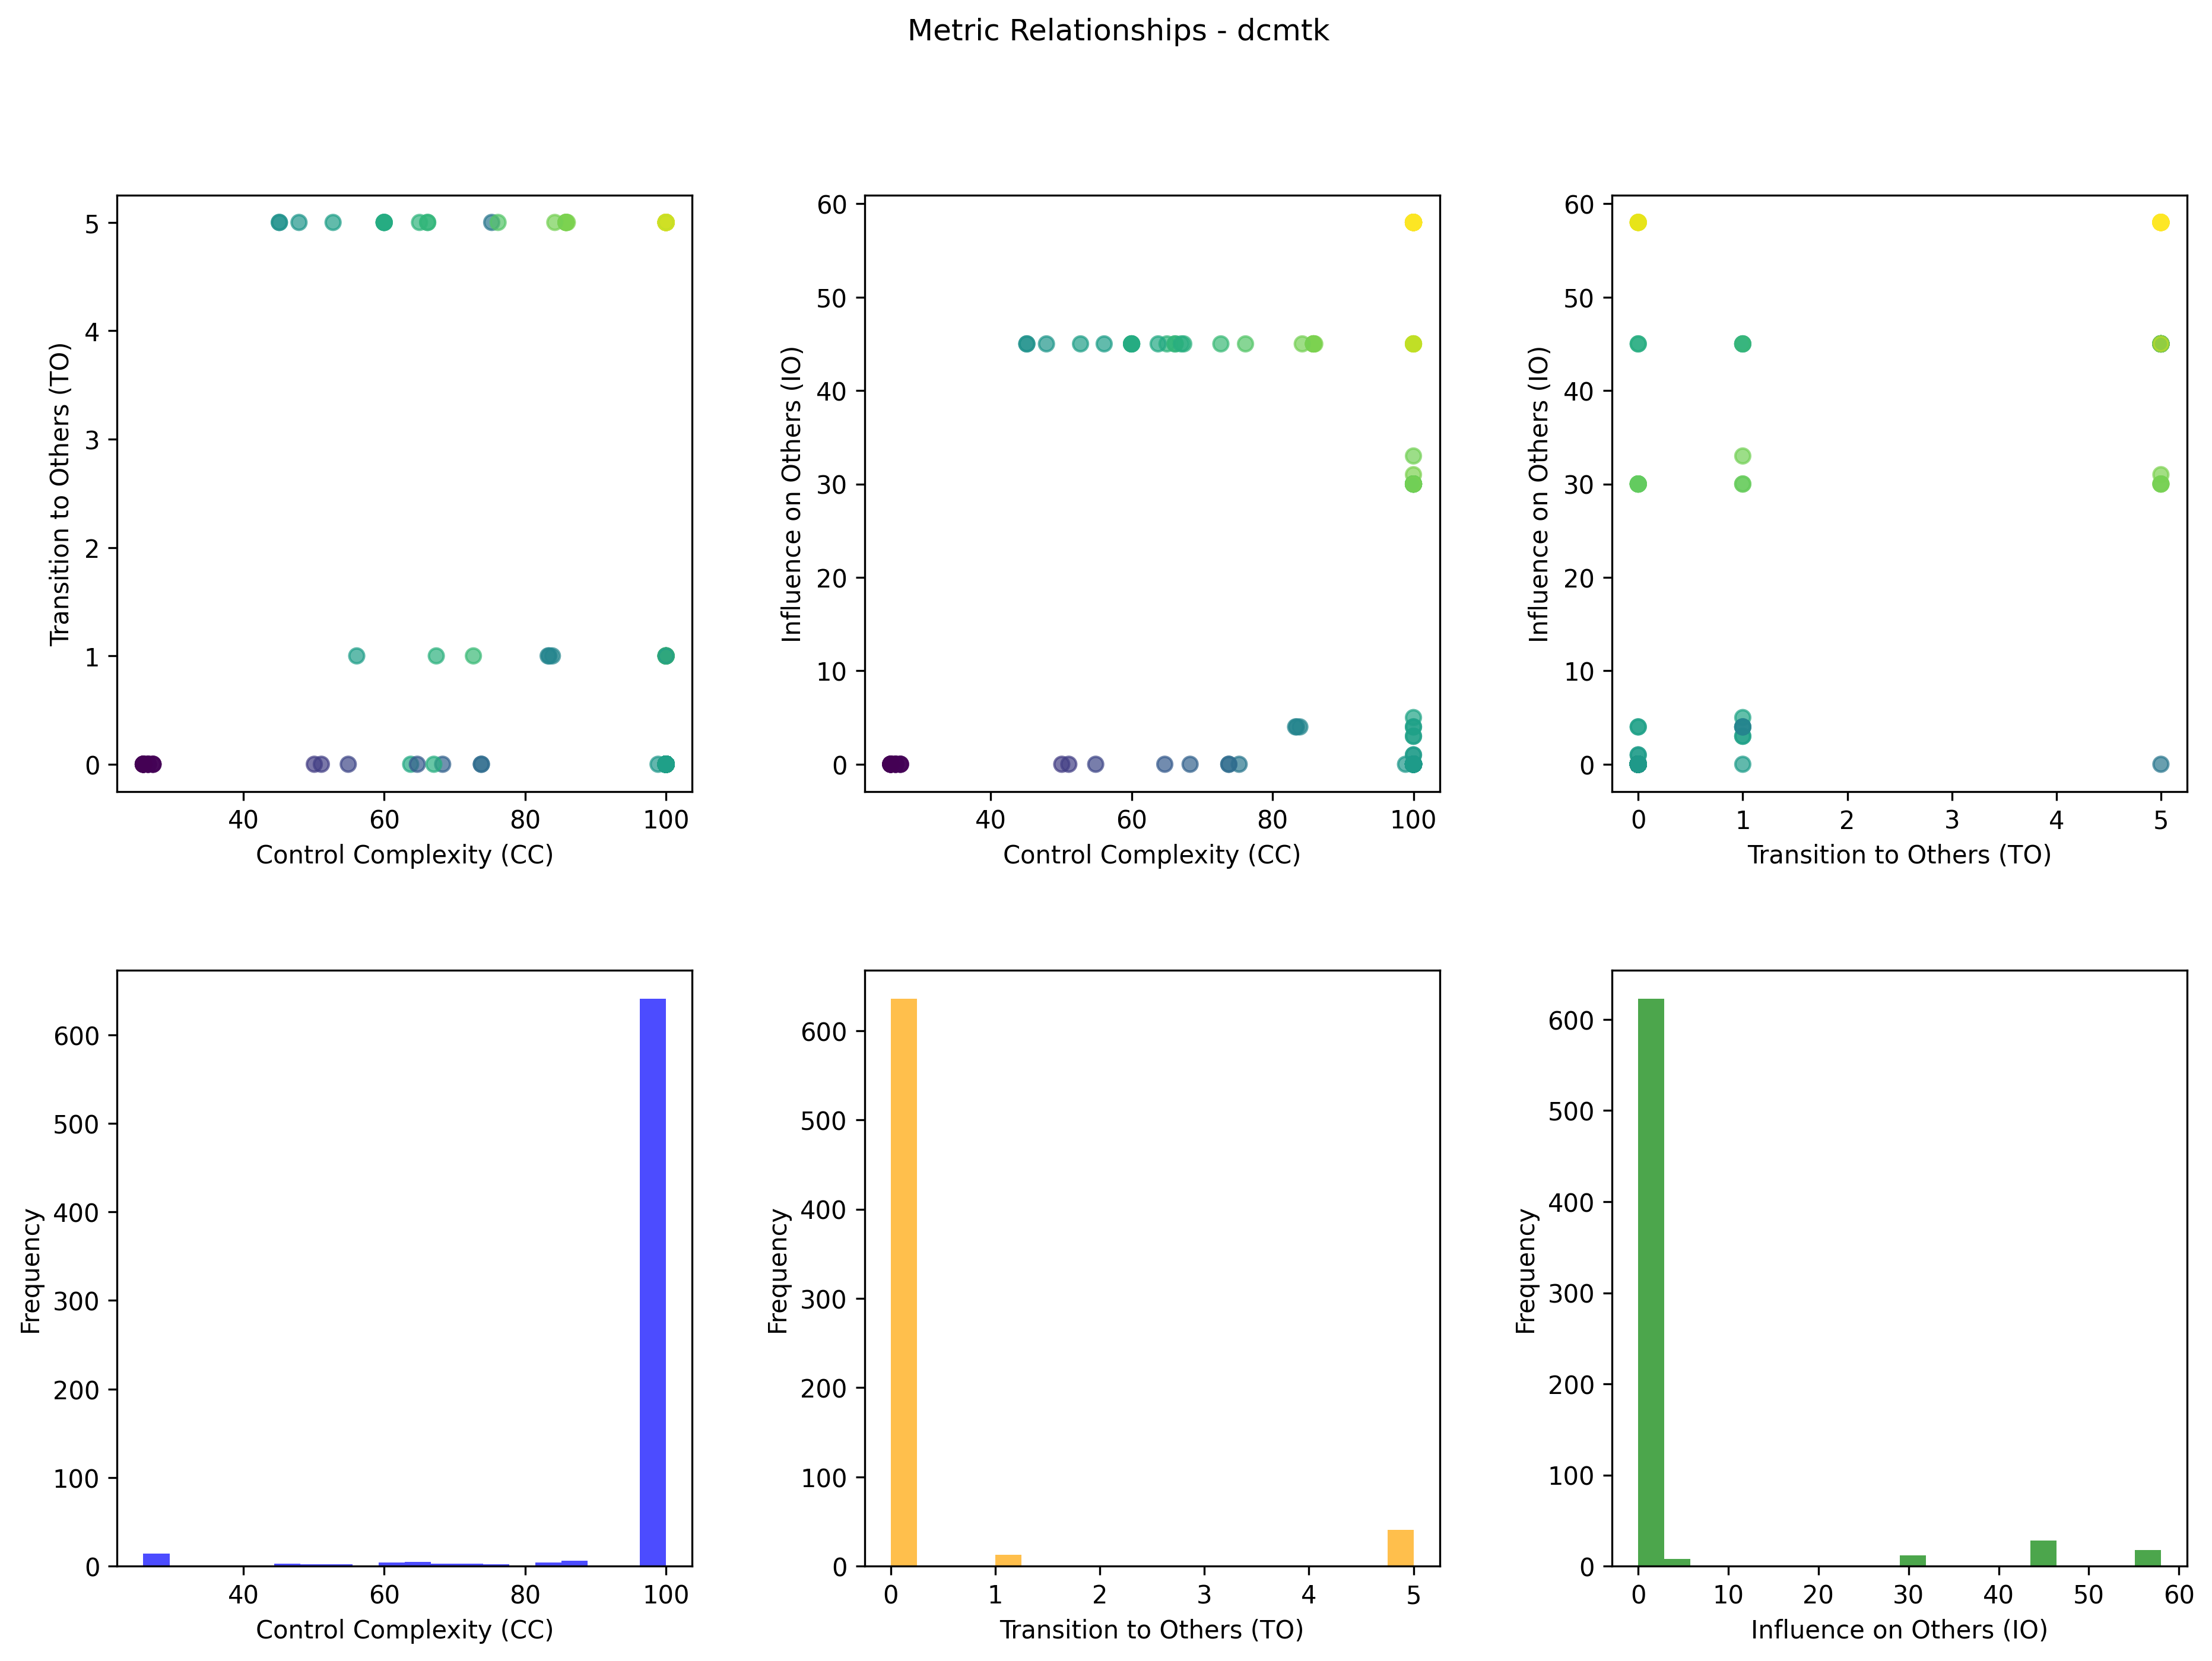 Metric Relationships - dcmtk
5
4
3
2
1
0
Transition to Others (TO)
40 60 80 100
Control Complexity (CC)
60
50
40
30
20
10
0
Influence on Others (IO)
40 60 80 100
Control Complexity (CC)
60
50
40
30
20
10
0
Influence on Others (IO)
0 1 2 3 4 5
Transition to Others (TO)
600
500
400
300
200
100
0
Frequency
40 60 80 100
Control Complexity (CC)
600
500
400
300
200
100
0
Frequency
0 1 2 3 4 5
Transition to Others (TO)
600
500
400
300
200
100
0
Frequency
0 10 20 30 40 50 60
Influence on Others (IO)